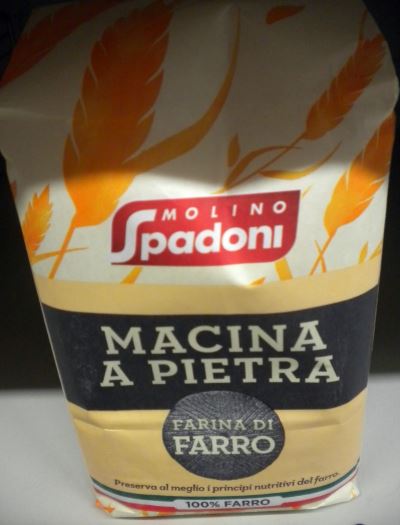 MOLINO
Spadoni
MACINA
A PIETRA
FARINA DI
FARRO
Preserva al meglio i principi nutritivi del farro.
100% FARRO